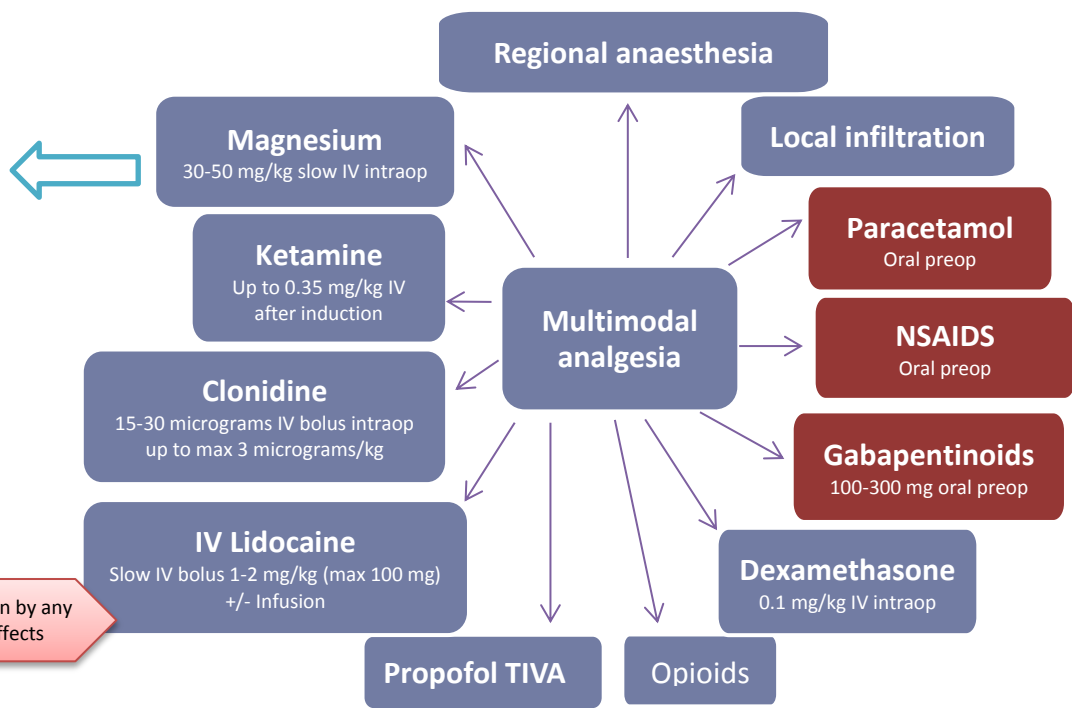 Regional anaesthesia
Magnesium
30-50 mg/kg slow IV intraop
Local infiltration
Paracetamol
Oral preop
Ketamine
Up to 0.35 mg/kg IV
after induction
Multimodal
analgesia
NSAIDS
Oral preop
Clonidine
15-30 micrograms IV bolus intraop
up to max 3 micrograms/kg
Gabapentinoids
100-300 mg oral preop
IV Lidocaine
Slow IV bolus 1-2 mg/kg (max 100 mg)
+/- Infusion
Dexamethasone
0.1 mg/kg IV intraop
n by any
ffects
Propofol TIVA
Opioids